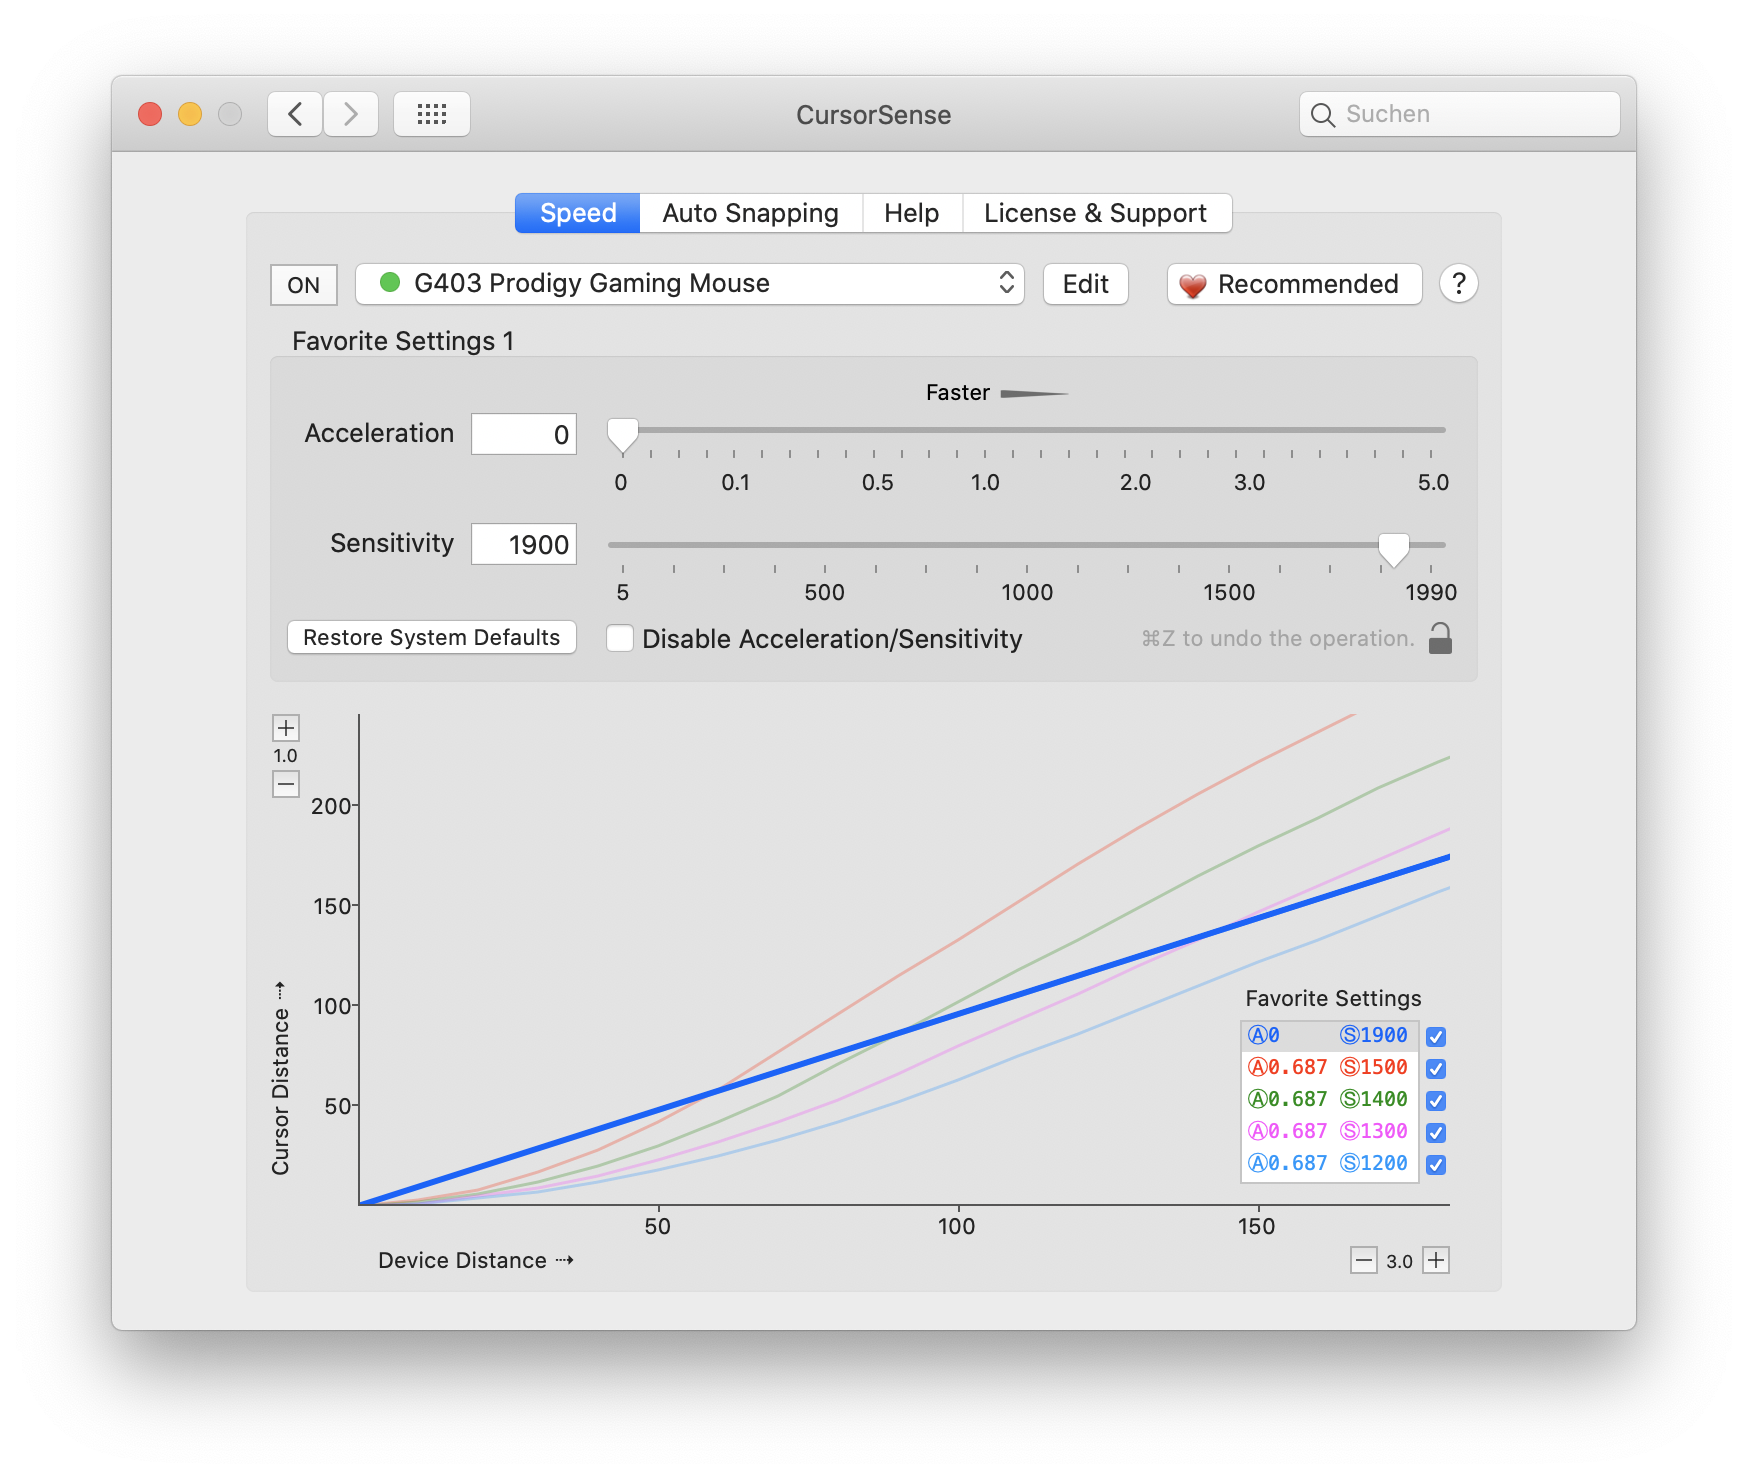 CursorSense
Suchen
Speed Auto Snapping Help License & Support
ON G403 Prodigy Gaming Mouse Edit Recommended ?
Favorite Settings 1
Faster
Acceleration 0
0 0.1 0.5 1.0 2.0 3.0 5.0
Sensitivity 1900
5 500 1000 1500 1990
Restore System Defaults Disable Acceleration/Sensitivity ⌘Z to undo the operation.
+
1.0
−
200
150
100
50
Cursor Distance ⇢
Favorite Settings
Ⓐ0 Ⓢ1900
Ⓐ0.687 Ⓢ1500
Ⓐ0.687 Ⓢ1400
Ⓐ0.687 Ⓢ1300
Ⓐ0.687 Ⓢ1200
50 100 150
Device Distance ⇢ − 3.0 +